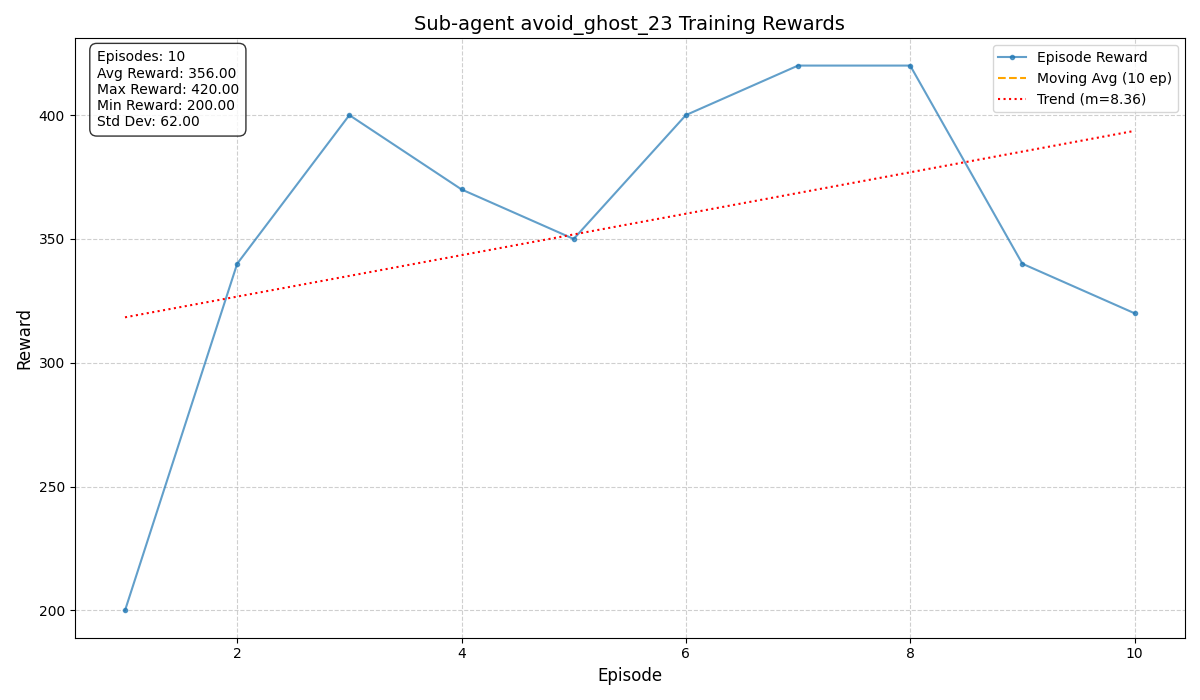 Sub-agent avoid_ghost_23 Training Rewards
Episodes: 10
Avg Reward: 356.00
Max Reward: 420.00
Min Reward: 200.00
Std Dev: 62.00
Episode Reward
Moving Avg (10 ep)
Trend (m=8.36)
Reward
400
350
300
250
200
2
4
6
8
10
Episode